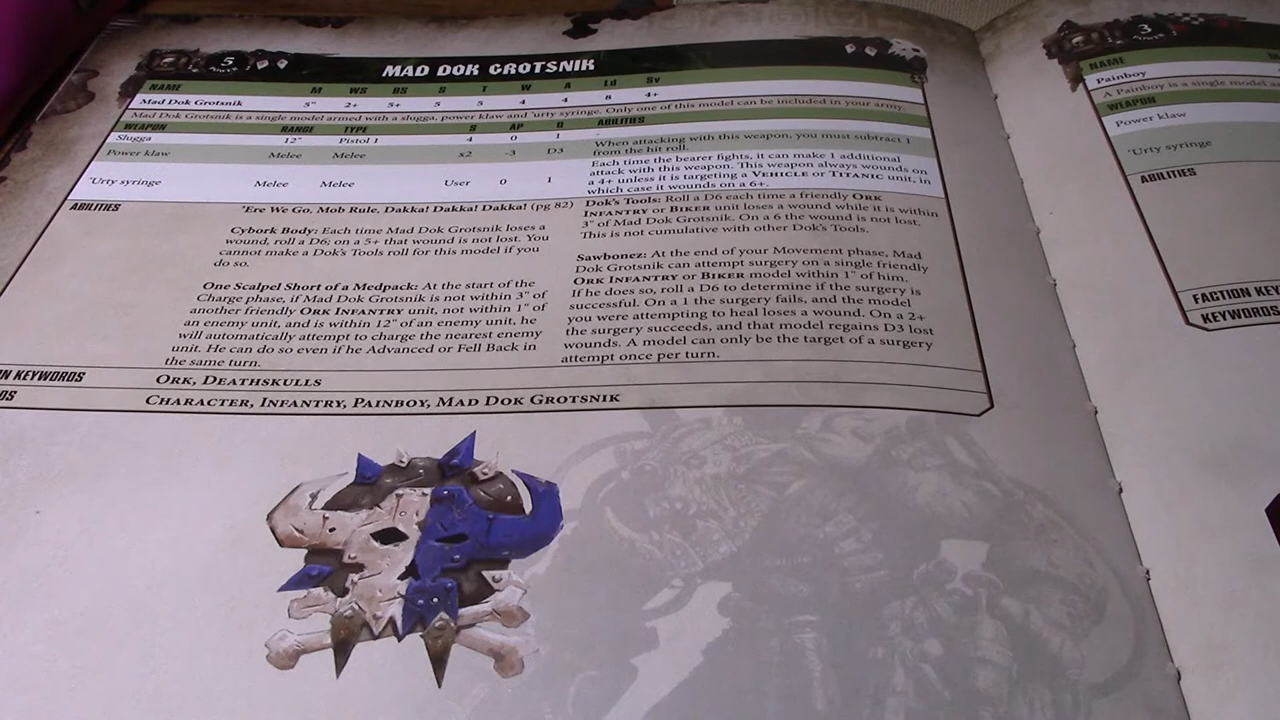 5
POWER
MAD DOK GROTSNIK
NAME M WS BS S T W A Ld Sv
Mad Dok Grotsnik 5" 2+ 5+ 5 5 4 4 8 4+
Mad Dok Grotsnik is a single model armed with a slugga, power klaw and 'urty syringe. Only one of this model can be included in your army.
WEAPON RANGE TYPE S AP D ABILITIES
Slugga 12" Pistol 1 4 0 1 -
Power klaw Melee Melee x2 -3 D3 When attacking with this weapon, you must subtract 1
from the hit roll.
'Urty syringe Melee Melee User 0 1 Each time the bearer fights, it can make 1 additional
attack with this weapon. This weapon always wounds on
a 4+ unless it is targeting a VEHICLE or TITANIC unit, in
which case it wounds on a 6+.
ABILITIES
'Ere We Go, Mob Rule, Dakka! Dakka! Dakka! (pg 82)
Cybork Body: Each time Mad Dok Grotsnik loses a
wound, roll a D6; on a 5+ that wound is not lost. You
cannot make a Dok's Tools roll for this model if you
do so.
One Scalpel Short of a Medpack: At the start of the
Charge phase, if Mad Dok Grotsnik is not within 3" of
another friendly ORK INFANTRY unit, not within 1" of
an enemy unit, and is within 12" of an enemy unit, he
will automatically attempt to charge the nearest enemy
unit. He can do so even if he Advanced or Fell Back in
the same turn.
Dok's Tools: Roll a D6 each time a friendly ORK
INFANTRY or BIKER unit loses a wound while it is within
3" of Mad Dok Grotsnik. On a 6 the wound is not lost.
This is not cumulative with other Dok's Tools.
Sawbonez: At the end of your Movement phase, Mad
Dok Grotsnik can attempt surgery on a single friendly
ORK INFANTRY or BIKER model within 1" of him.
If he does so, roll a D6 to determine if the surgery is
successful. On a 1 the surgery fails, and the model
you were attempting to heal loses a wound. On a 2+
the surgery succeeds, and that model regains D3 lost
wounds. A model can only be the target of a surgery
attempt once per turn.
N KEYWORDS ORK, DEATHSKULLS
DS CHARACTER, INFANTRY, PAINBOY, MAD DOK GROTSNIK
3
POWER
NAME M
Painboy
A Painboy is a single model a
WEAPON
Power klaw
'Urty syringe
ABILITIES
FACTION KEY
KEYWORDS